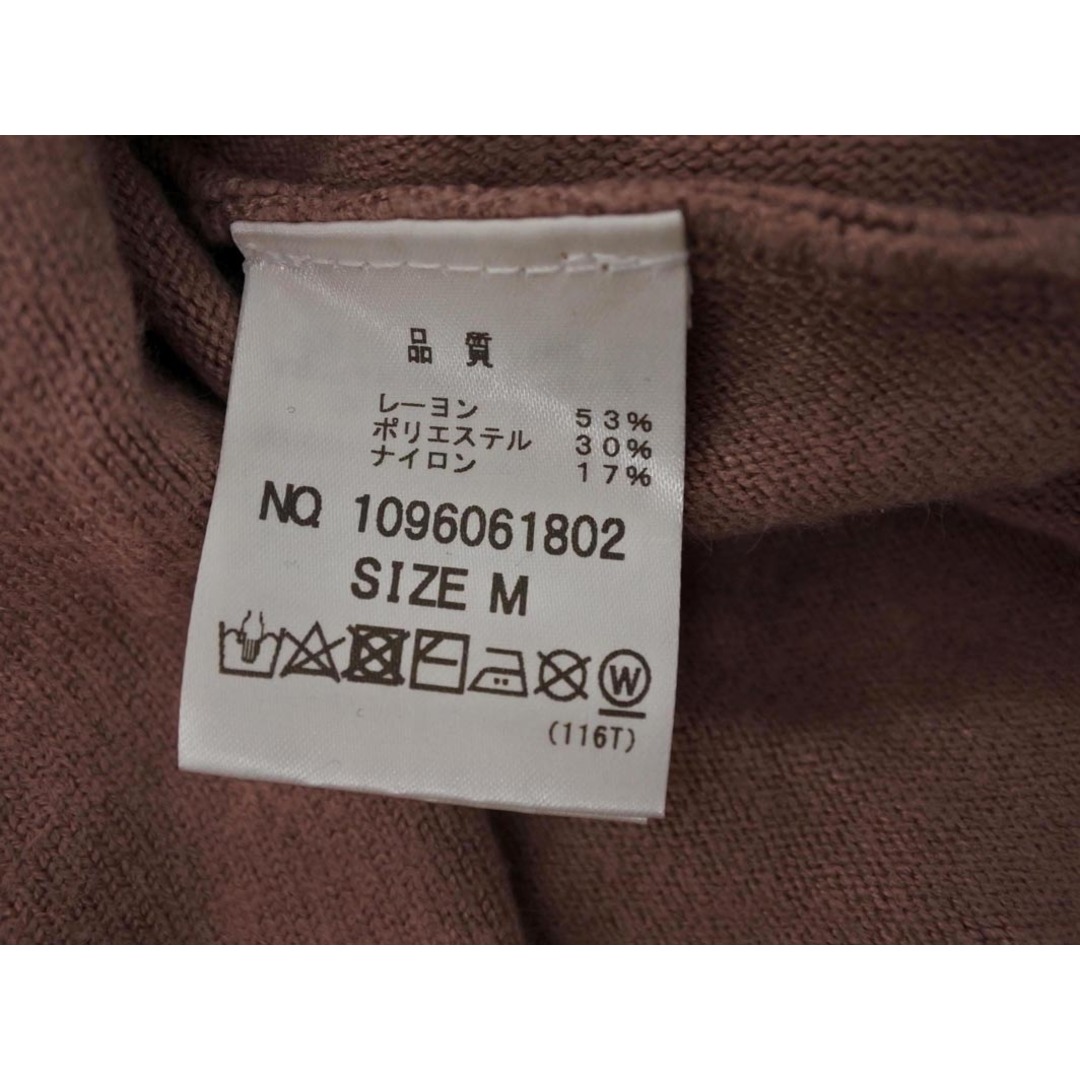 品質
レーヨン 53%
ポリエステル 30%
ナイロン 17%
NO. 1096061802
SIZE M
W
(116T)